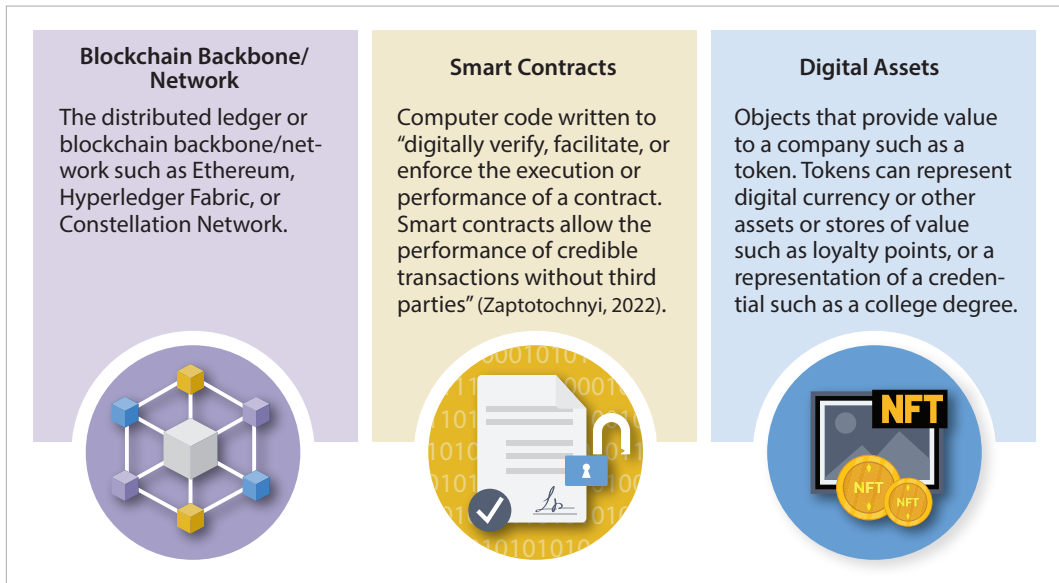 Blockchain Backbone/
Network
The distributed ledger or
blockchain backbone/net-
work such as Ethereum,
Hyperledger Fabric, or
Constellation Network.
Smart Contracts
Computer code written to
“digitally verify, facilitate, or
enforce the execution or
performance of a contract.
Smart contracts allow the
performance of credible
transactions without third
parties” (Zaptotochnyi, 2022).
Digital Assets
Objects that provide value
to a company such as a
token. Tokens can represent
digital currency or other
assets or stores of value
such as loyalty points, or a
representation of a creden-
tial such as a college degree.
NFT
NFT
NFT